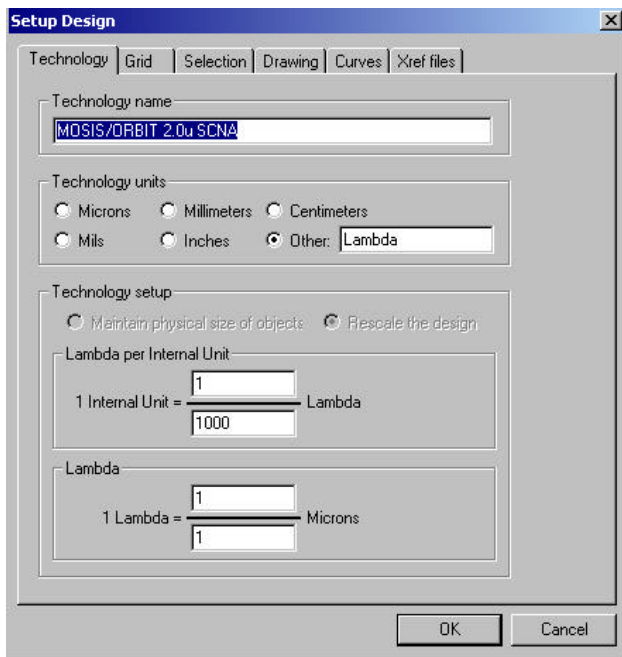 Setup Design
Technology Grid Selection Drawing Curves Xref files
Technology name
MOSIS/ORBIT 2.0u SCNA
Technology units
Microns Millimeters Centimeters
Mils Inches Other: Lambda
Technology setup
Maintain physical size of objects Rescale the design
Lambda per Internal Unit
1
1 Internal Unit = Lambda
1000
Lambda
1
1 Lambda = Microns
1
OK Cancel